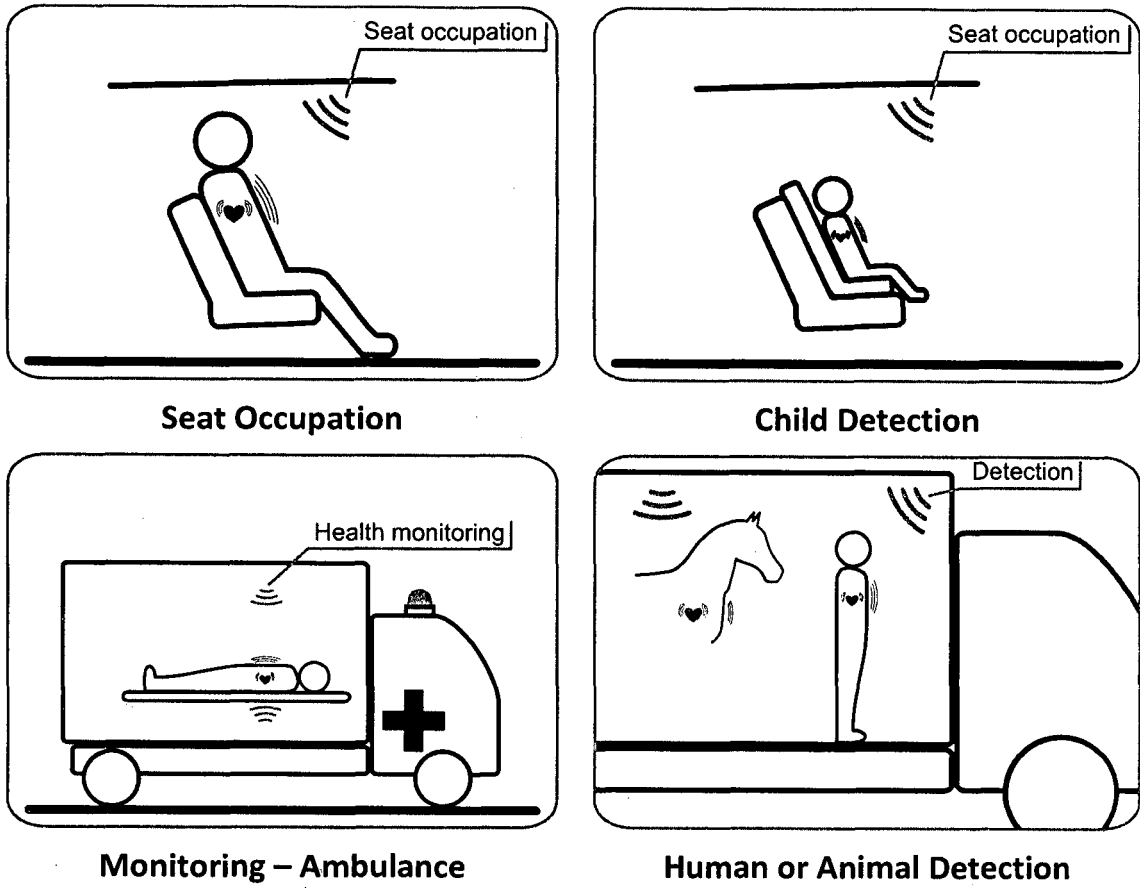 Seat occupation
Seat occupation
Seat Occupation
Child Detection
Health monitoring
Detection
Monitoring – Ambulance
Human or Animal Detection